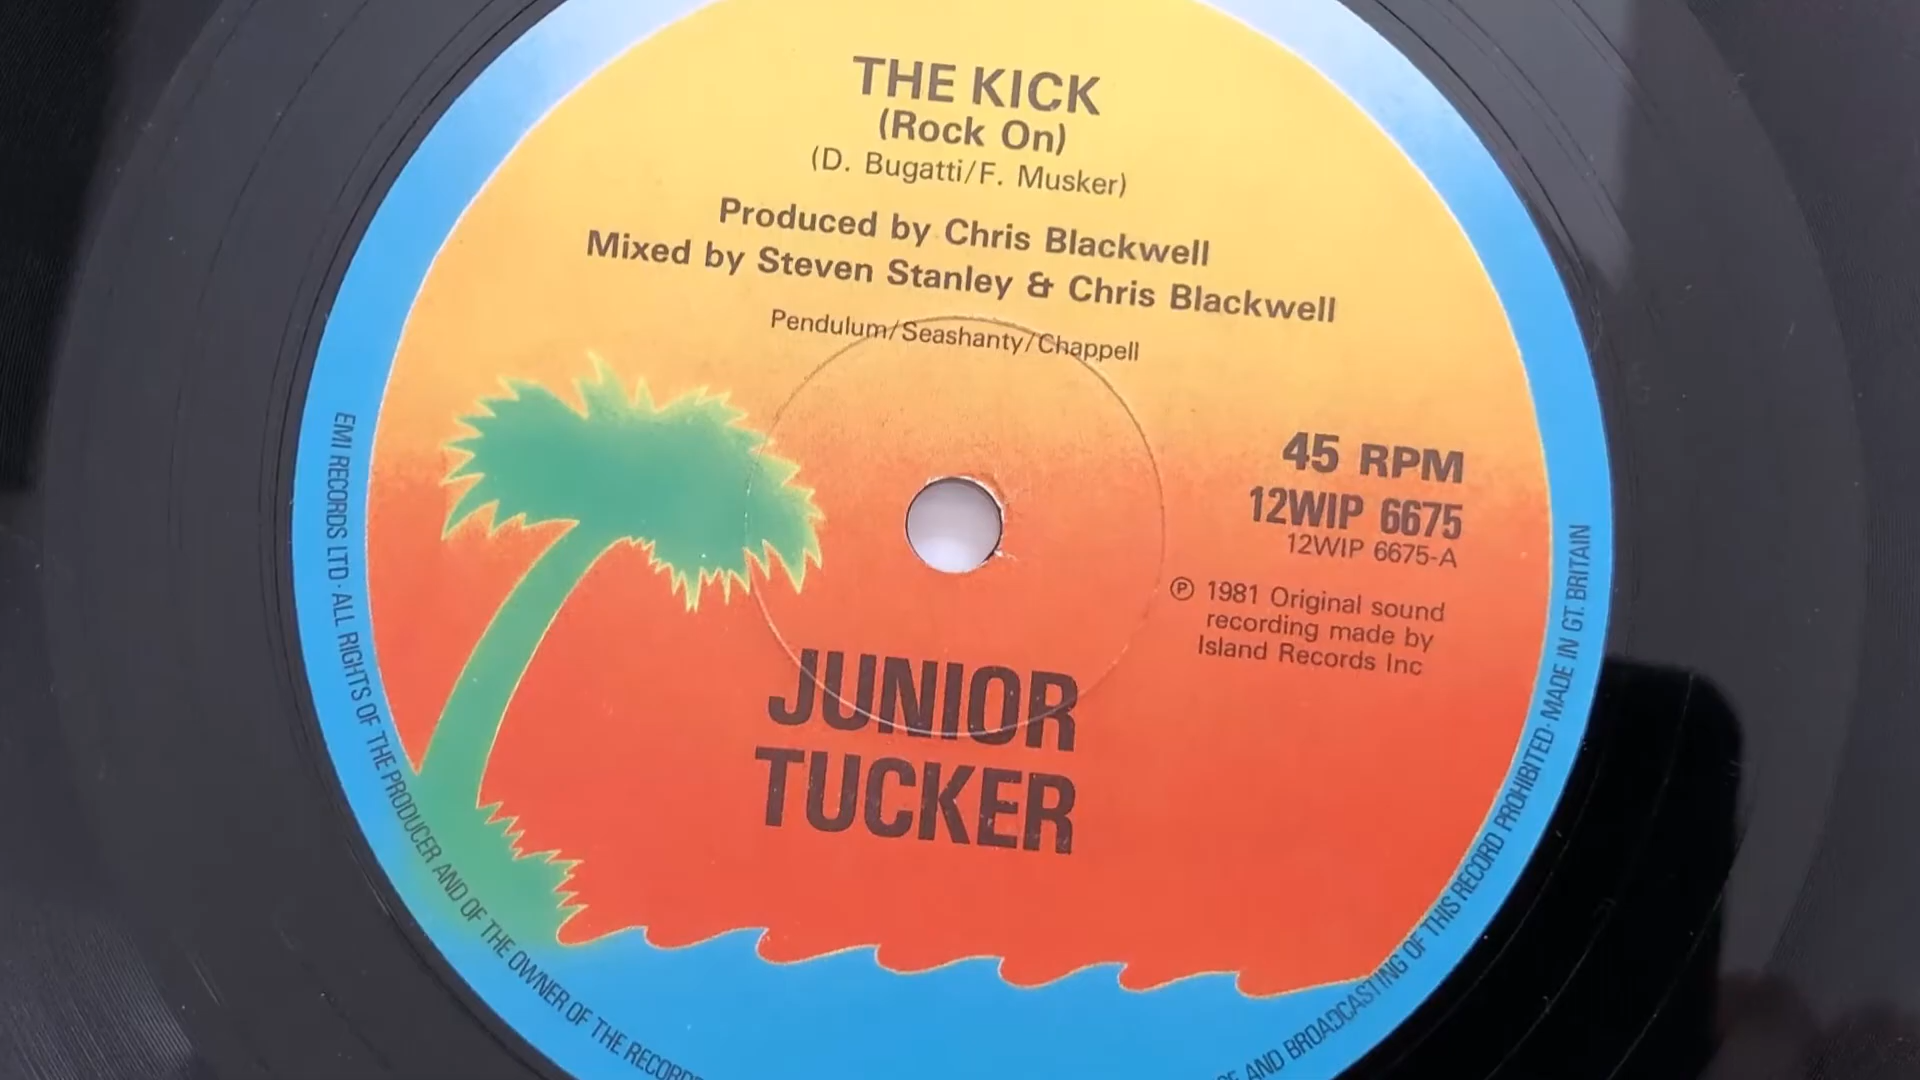 THE KICK
(Rock On)
(D. Bugatti/F. Musker)
Produced by Chris Blackwell
Mixed by Steven Stanley & Chris Blackwell
Pendulum/Seashanty/Chappell
45 RPM
12WIP 6675
12WIP 6675-A
℗ 1981 Original sound
recording made by
Island Records Inc
JUNIOR
TUCKER
EMI RECORDS LTD · ALL RIGHTS OF THE PRODUCER AND OF THE OWNER OF THE RECORD
AND BROADCASTING OF THIS RECORD PROHIBITED · MADE IN GT. BRITAIN